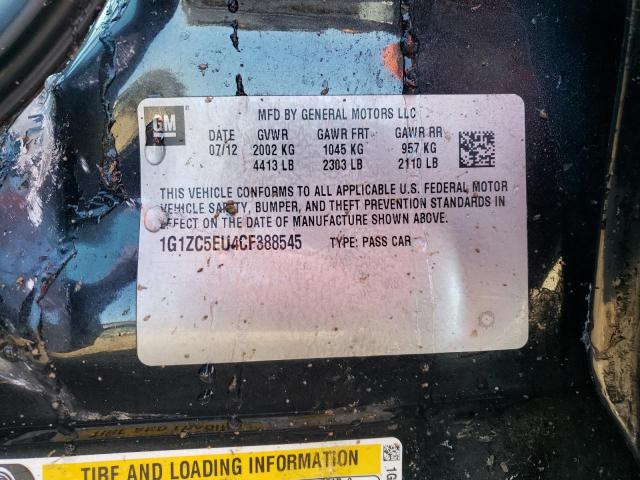 GM
MFD BY GENERAL MOTORS LLC
DATE GVWR GAWR FRT GAWR RR
07/12 2002 KG 1045 KG 957 KG
4413 LB 2303 LB 2110 LB
THIS VEHICLE CONFORMS TO ALL APPLICABLE U.S. FEDERAL MOTOR
VEHICLE SAFETY, BUMPER, AND THEFT PREVENTION STANDARDS IN
EFFECT ON THE DATE OF MANUFACTURE SHOWN ABOVE.
1G1ZC5EU4CF388545 TYPE: PASS CAR
TIRE AND LOADING INFORMATION